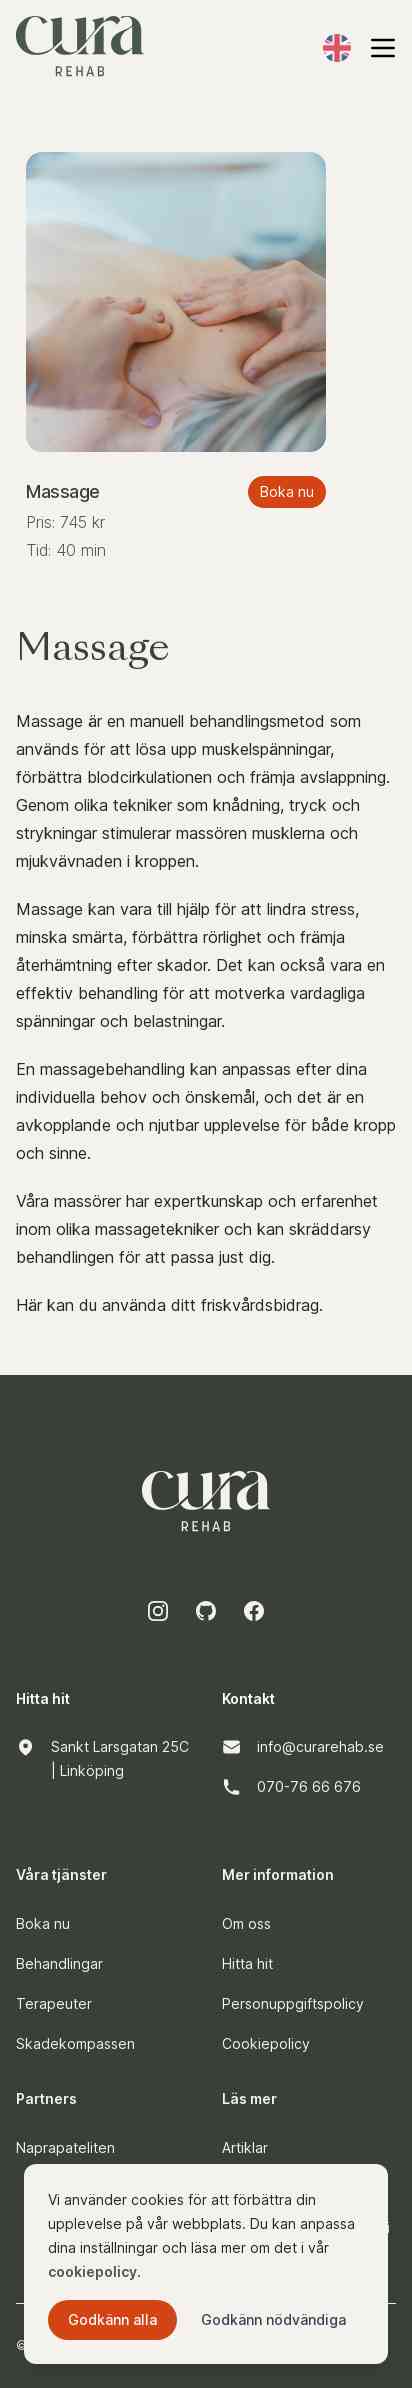 cura
REHAB
Massage
Boka nu
Pris: 745 kr
Tid: 40 min
Massage
Massage är en manuell behandlingsmetod som
används för att lösa upp muskelspänningar,
förbättra blodcirkulationen och främja avslappning.
Genom olika tekniker som knådning, tryck och
strykningar stimulerar massören musklerna och
mjukvävnaden i kroppen.
Massage kan vara till hjälp för att lindra stress,
minska smärta, förbättra rörlighet och främja
återhämtning efter skador. Det kan också vara en
effektiv behandling för att motverka vardagliga
spänningar och belastningar.
En massagebehandling kan anpassas efter dina
individuella behov och önskemål, och det är en
avkopplande och njutbar upplevelse för både kropp
och sinne.
Våra massörer har expertkunskap och erfarenhet
inom olika massagetekniker och kan skräddarsy
behandlingen för att passa just dig.
Här kan du använda ditt friskvårdsbidrag.
cura
REHAB
Hitta hit
Sankt Larsgatan 25C
| Linköping
Kontakt
info@curarehab.se
070-76 66 676
Våra tjänster
Boka nu
Behandlingar
Terapeuter
Skadekompassen
Mer information
Om oss
Hitta hit
Personuppgiftspolicy
Cookiepolicy
Partners
Naprapateliten
Läs mer
Artiklar
Vi använder cookies för att förbättra din
upplevelse på vår webbplats. Du kan anpassa
dina inställningar och läsa mer om det i vår
cookiepolicy.
Godkänn alla
Godkänn nödvändiga
©